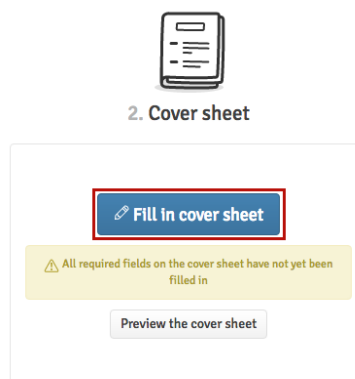 2. Cover sheet
Fill in cover sheet
All required fields on the cover sheet have not yet been
filled in
Preview the cover sheet